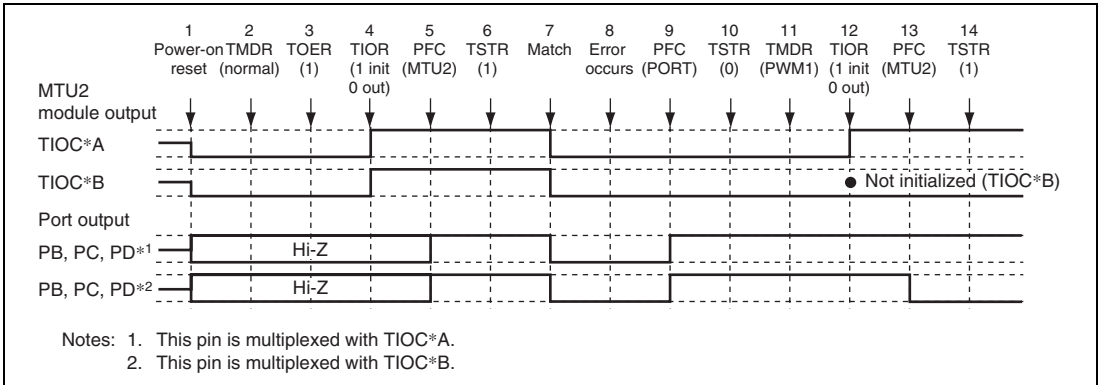 1 2 3 4 5 6 7 8 9 10 11 12 13 14
Power-on TMDR TOER TIOR PFC TSTR Match Error PFC TSTR TMDR TIOR PFC TSTR
reset (normal) (1) (1 init (MTU2) (1) occurs (PORT) (0) (PWM1) (1 init (MTU2) (1)
0 out) 0 out)
MTU2
module output
TIOC*A
TIOC*B
● Not initialized (TIOC*B)
Port output
PB, PC, PD*1
Hi-Z
PB, PC, PD*2
Hi-Z
Notes: 1. This pin is multiplexed with TIOC*A.
2. This pin is multiplexed with TIOC*B.